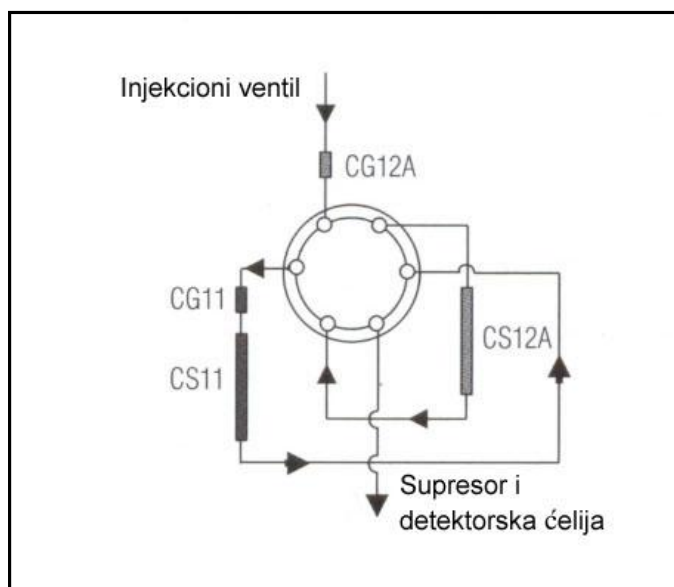 Injekcioni ventil
CG12A
CG11
CS11
CS12A
Supresor i
detektorska ćelija